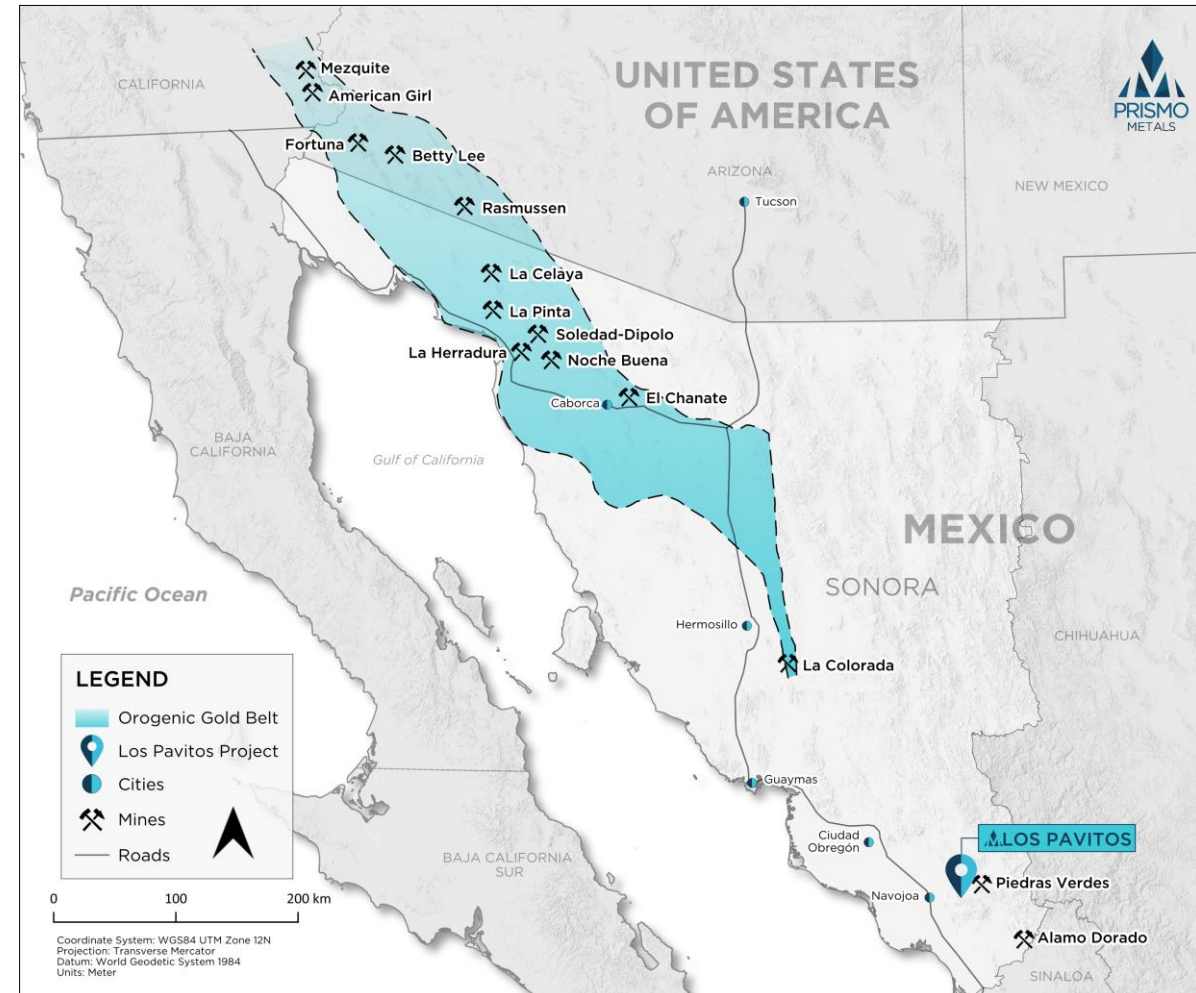 Mezquite
CALIFORNIA
American Girl
UNITED STATES
OF AMERICA
PRISMO
METALS
Fortuna
Betty Lee
ARIZONA
NEW MEXICO
Rasmussen
Tucson
La Celaya
La Pinta
Soledad-Dipolo
La Herradura
Noche Buena
El Chanate
Caborca
BAJA
CALIFORNIA
Gulf of California
MEXICO
Pacific Ocean
SONORA
Hermosillo
CHIHUAHUA
La Colorada
LEGEND
Orogenic Gold Belt
Los Pavitos Project
Cities
Mines
Roads
Guaymas
Ciudad
Obregón
LOS PAVITOS
BAJA CALIFORNIA
SUR
Piedras Verdes
Navojoa
Alamo Dorado
SINALOA
0 100 200 km
Coordinate System: WGS84 UTM Zone 12N
Projection: Transverse Mercator
Datum: World Geodetic System 1984
Units: Meter